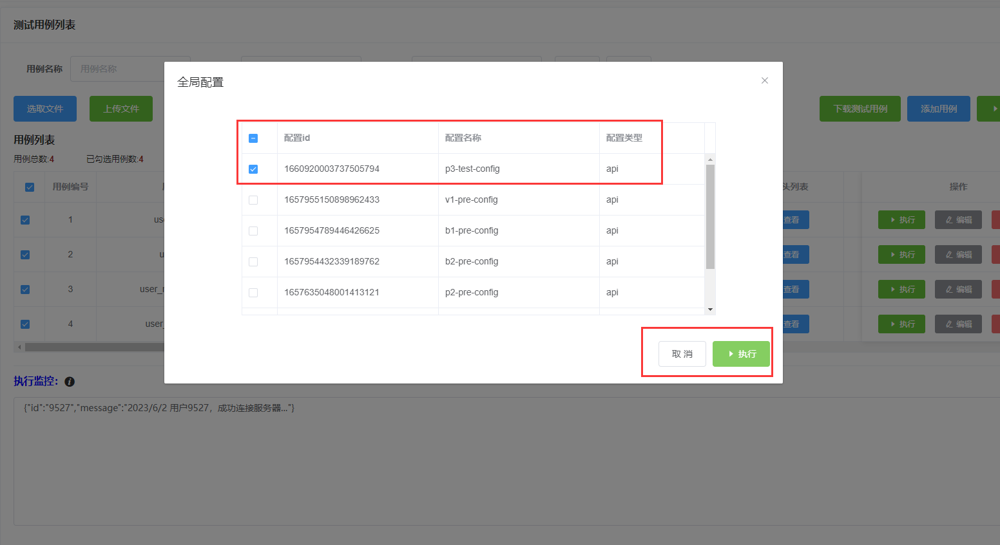 测试用例列表
用例名称 用例名称
全局配置
选取文件 上传文件 下载测试用例 添加用例
用例列表
用例总数:4 已勾选用例数:4
配置id 配置名称 配置类型
1660920003737505794 p3-test-config api
1657955150898962433 v1-pre-config api
1657954789446426625 b1-pre-config api
1657954432339189762 b2-pre-config api
1657635048001413121 p2-pre-config api
取 消 执行
用例编号 头列表 操作
1 查看 执行 编辑
2 查看 执行 编辑
3 user_ 查看 执行 编辑
4 user_ 查看 执行 编辑
执行监控:
{"id":"9527","message":"2023/6/2 用户9527，成功连接服务器..."}